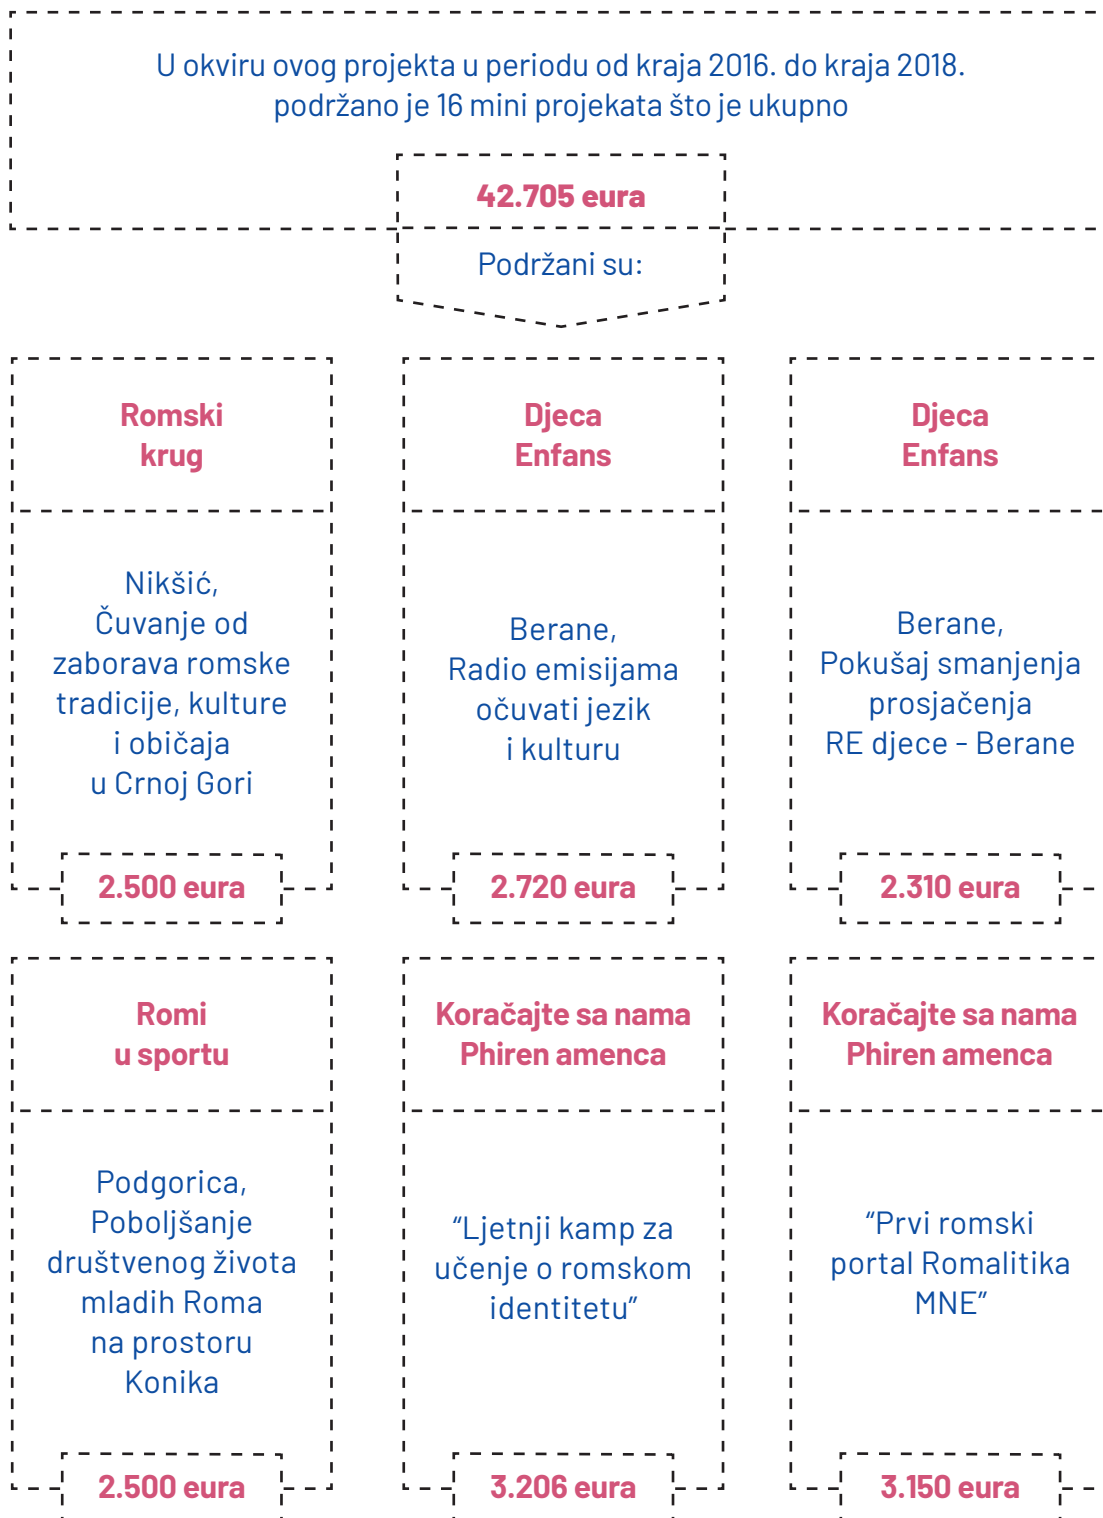 U okviru ovog projekta u periodu od kraja 2016. do kraja 2018.
podržano je 16 mini projekata što je ukupno
42.705 eura
Podržani su:
Romski
krug
Nikšić,
Čuvanje od
zaborava romske
tradicije, kulture
i običaja
u Crnoj Gori
2.500 eura
Djeca
Enfans
Berane,
Radio emisijama
očuvati jezik
i kulturu
2.720 eura
Djeca
Enfans
Berane,
Pokušaj smanjenja
prosjačenja
RE djece - Berane
2.310 eura
Romi
u sportu
Podgorica,
Poboljšanje
društvenog života
mladih Roma
na prostoru
Konika
2.500 eura
Koračajte sa nama
Phiren amenca
“Ljetnji kamp za
učenje o romskom
identitetu”
3.206 eura
Koračajte sa nama
Phiren amenca
“Prvi romski
portal Romalitika
MNE”
3.150 eura